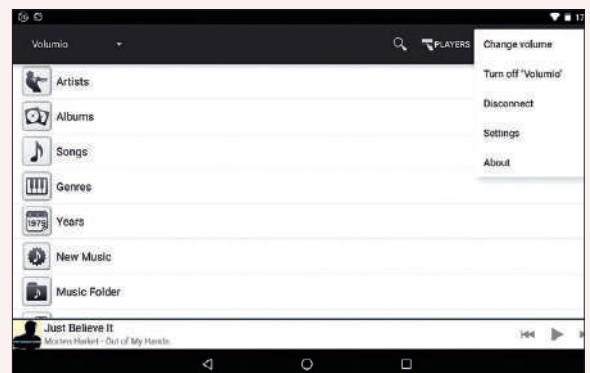 17
Volumio
PLAYERS
Change volume
Turn off 'Volumio'
Disconnect
Settings
About
Artists
Albums
Songs
Genres
1975 Years
New Music
Music Folder
Just Believe It
Morten Harket - Out of My Hands